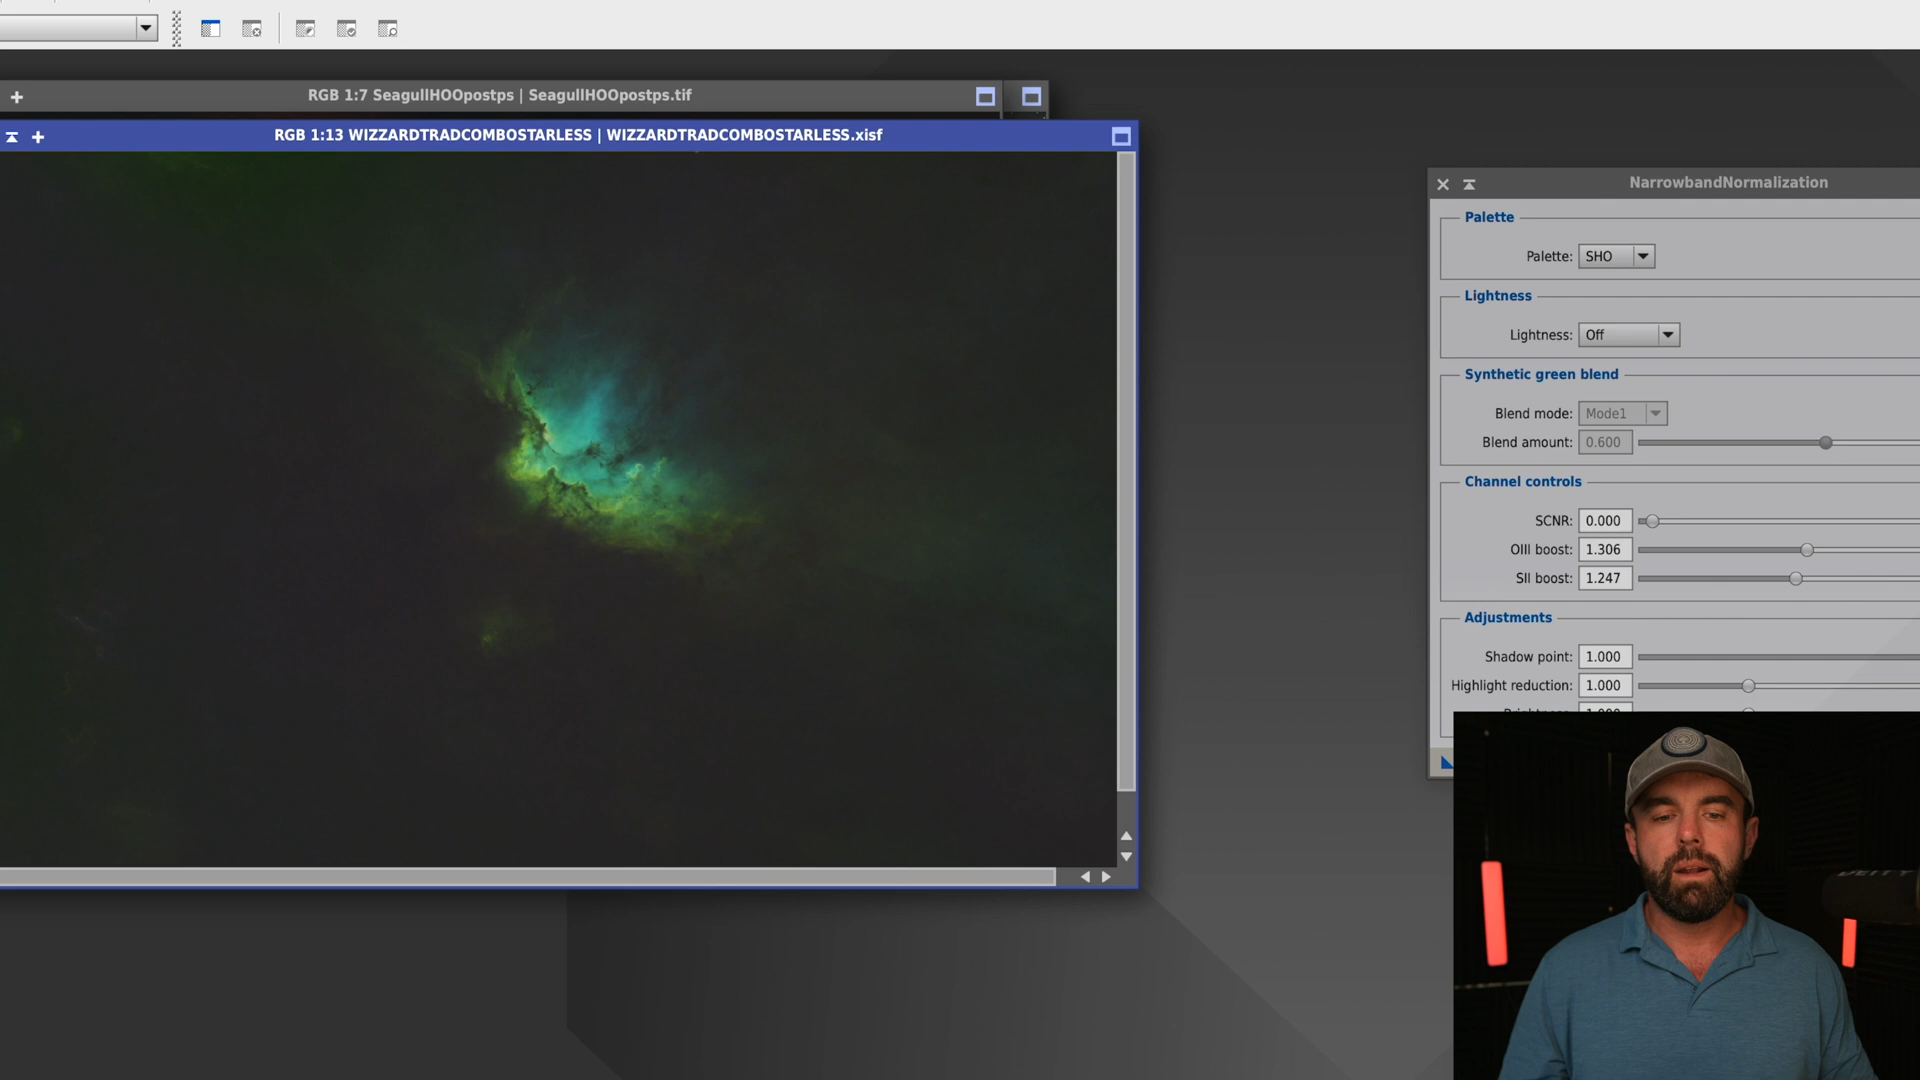 RGB 1:7 SeagullHOOpostps | SeagullHOOpostps.tif
RGB 1:13 WIZZARDTRADCOMBOSTARLESS | WIZZARDTRADCOMBOSTARLESS.xisf
NarrowbandNormalization
Palette
Palette: SHO
Lightness
Lightness: Off
Synthetic green blend
Blend mode: Mode1
Blend amount: 0.600
Channel controls
SCNR: 0.000
OIII boost: 1.306
SII boost: 1.247
Adjustments
Shadow point: 1.000
Highlight reduction: 1.000
DEITY